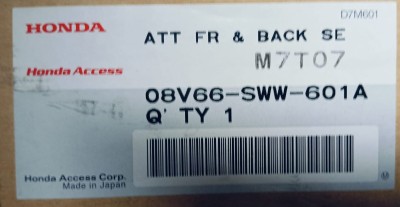 D7M601
HONDA
ATT FR & BACK SE
M7T07
Honda Access
08V66-SWW-601A
Q' TY 1
Honda Access Corp.
Made in Japan